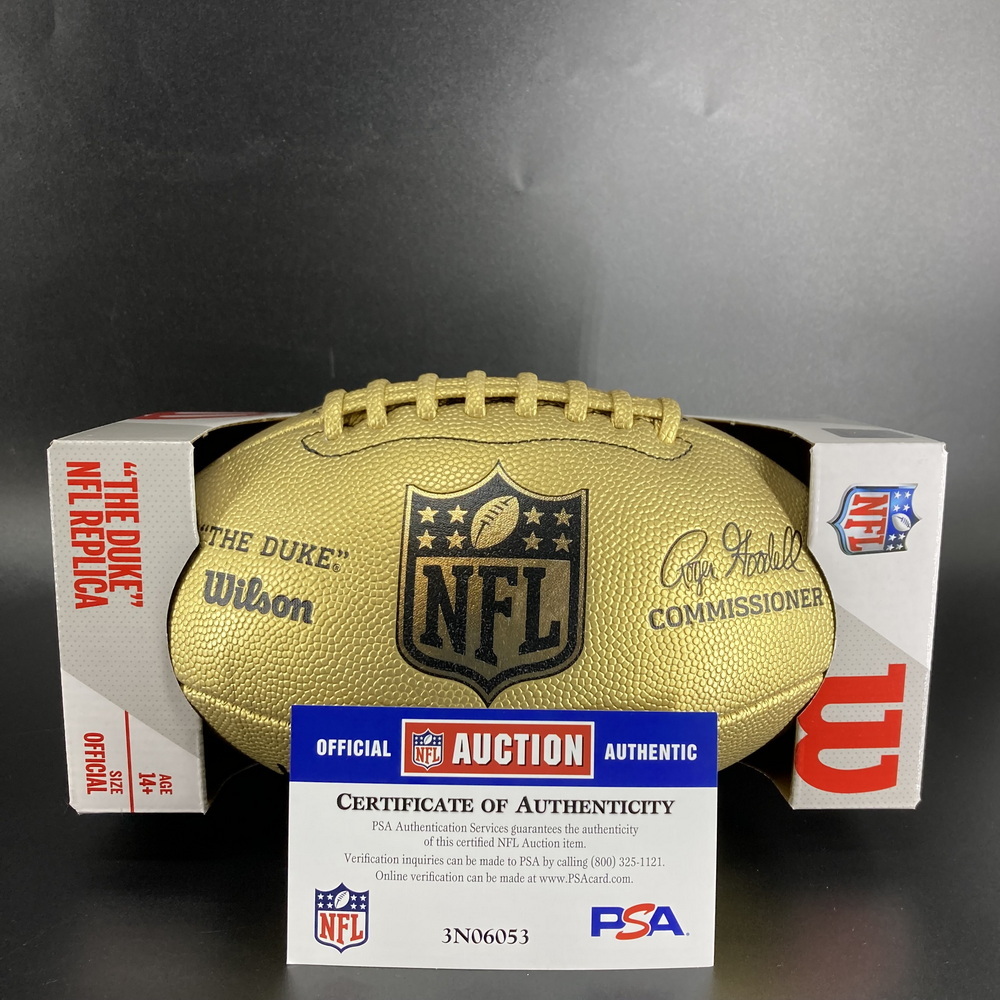 "THE DUKE"
NFL REPLICA
OFFICIAL
SIZE
AGE
14+
"THE DUKE"®
Wilson
NFL
Roger Goodell
COMMISSIONER
NFL
W
OFFICIAL NFL AUCTION AUTHENTIC
CERTIFICATE OF AUTHENTICITY
PSA Authentication Services guarantees the authenticity
of this certified NFL Auction item.
Verification inquiries can be made to PSA by calling (800) 325-1121.
Online verification can be made at www.PSAcard.com.
NFL
3N06053
PSA